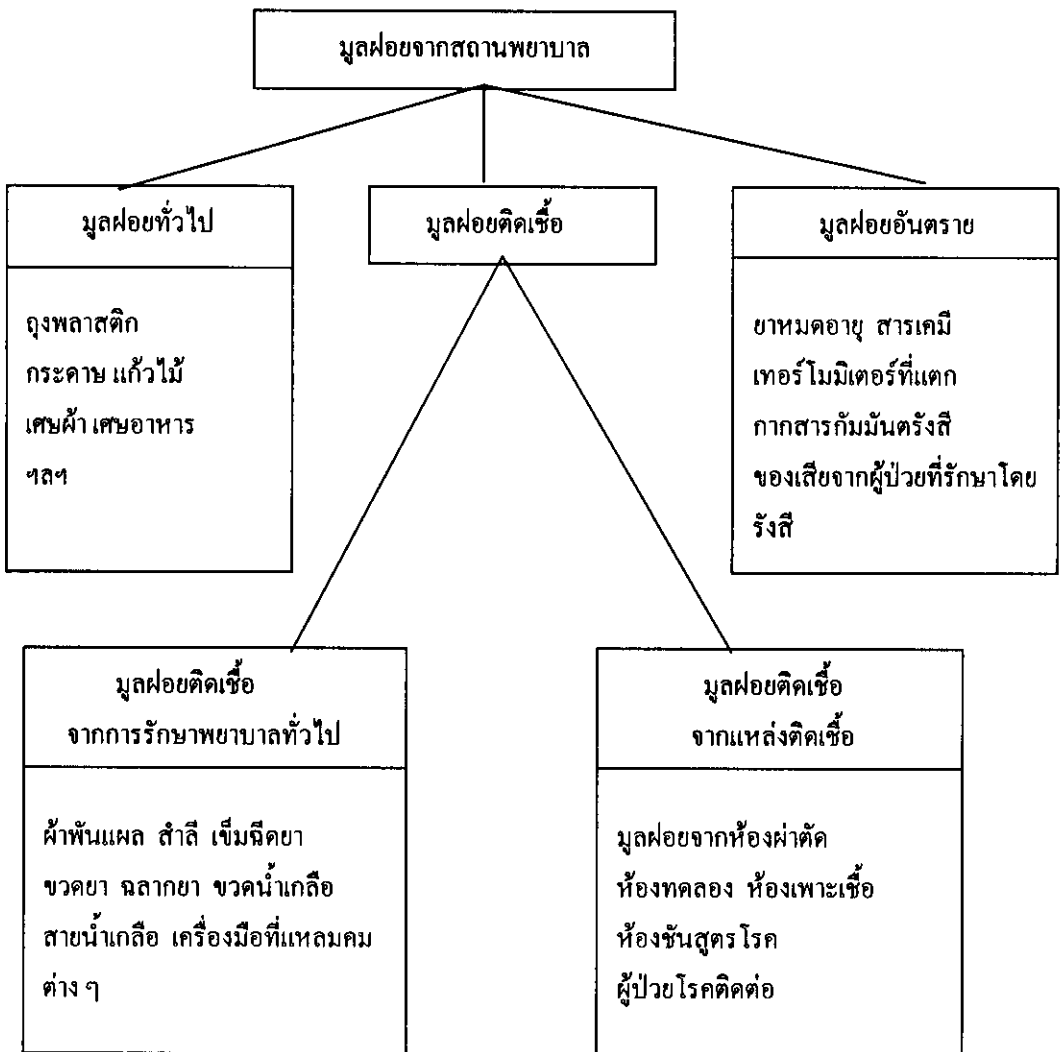 มูลฝอยจากสถานพยาบาล
มูลฝอยทั่วไป
ถุงพลาสติก
กระดาษ แก้วไม้
เศษผ้า เศษอาหาร
ฯลฯ
มูลฝอยติดเชื้อ
มูลฝอยอันตราย
ยาหมดอายุ สารเคมี
เทอร์โมมิเตอร์ที่แตก
กากสารกัมมันตรังสี
ของเสียจากผู้ป่วยที่รักษาโดย
รังสี
มูลฝอยติดเชื้อ
จากการรักษาพยาบาลทั่วไป
ผ้าพันแผล สำลี เข็มฉีดยา
ขวดยา ฉลากยา ขวดน้ำเกลือ
สายน้ำเกลือ เครื่องมือที่แหลมคม
ต่าง ๆ
มูลฝอยติดเชื้อ
จากแหล่งติดเชื้อ
มูลฝอยจากห้องผ่าตัด
ห้องทดลอง ห้องเพาะเชื้อ
ห้องชันสูตรโรค
ผู้ป่วยโรคติดต่อ